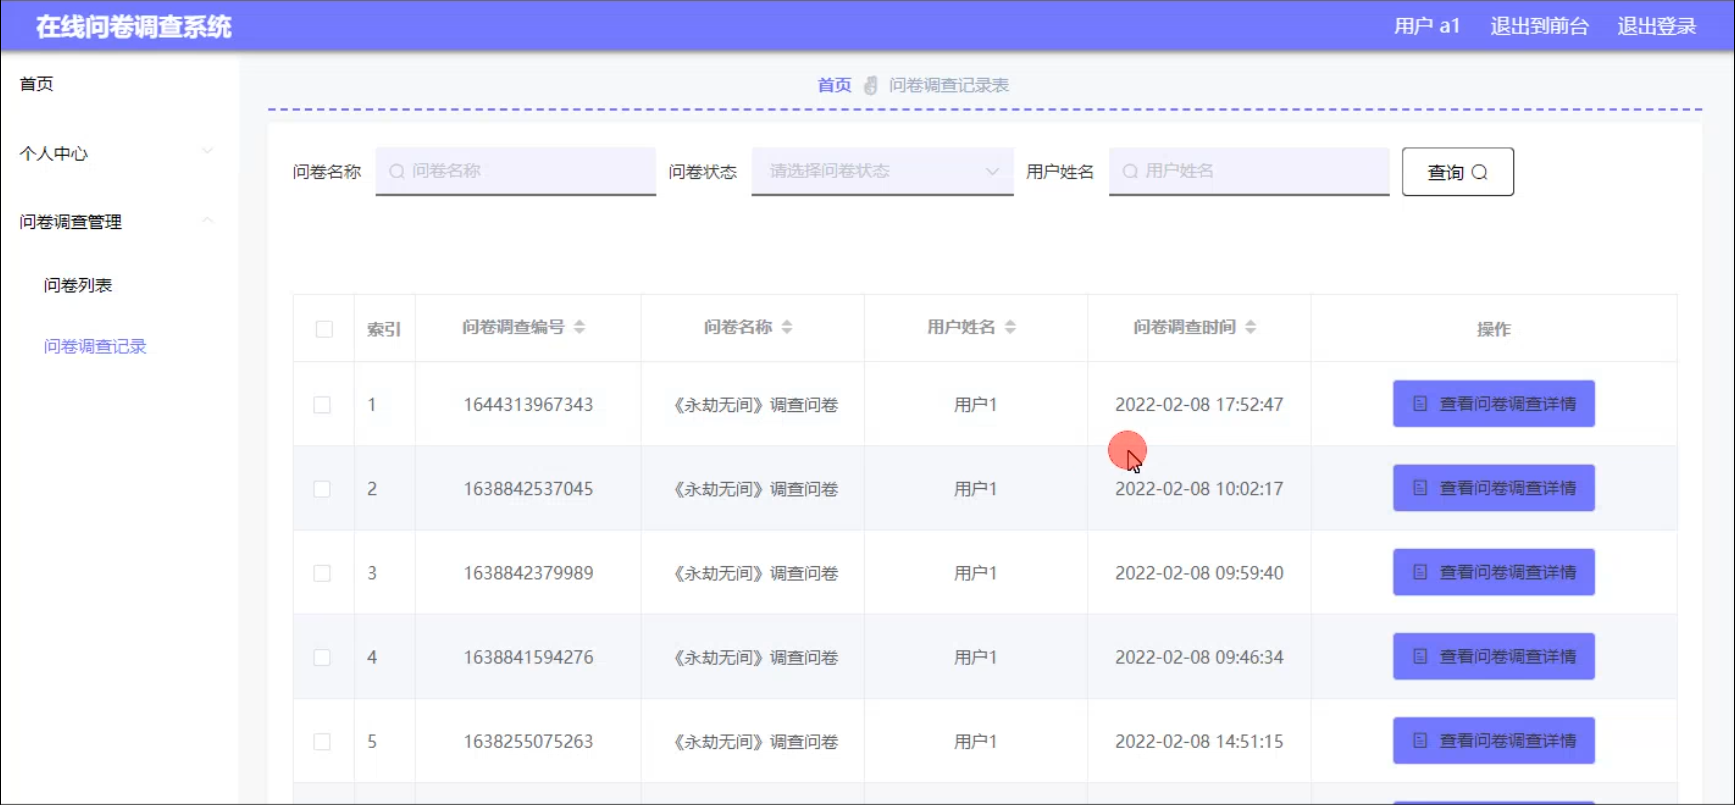 在线问卷调查系统 用户 a1 退出到前台 退出登录
首页
个人中心
问卷调查管理
问卷列表
问卷调查记录
首页 问卷调查记录表
问卷名称 问卷名称 问卷状态 请选择问卷状态 用户姓名 用户姓名 查询
索引 问卷调查编号 问卷名称 用户姓名 问卷调查时间 操作
1 1644313967343 《永劫无间》调查问卷 用户1 2022-02-08 17:52:47 查看问卷调查详情
2 1638842537045 《永劫无间》调查问卷 用户1 2022-02-08 10:02:17 查看问卷调查详情
3 1638842379989 《永劫无间》调查问卷 用户1 2022-02-08 09:59:40 查看问卷调查详情
4 1638841594276 《永劫无间》调查问卷 用户1 2022-02-08 09:46:34 查看问卷调查详情
5 1638255075263 《永劫无间》调查问卷 用户1 2022-02-08 14:51:15 查看问卷调查详情